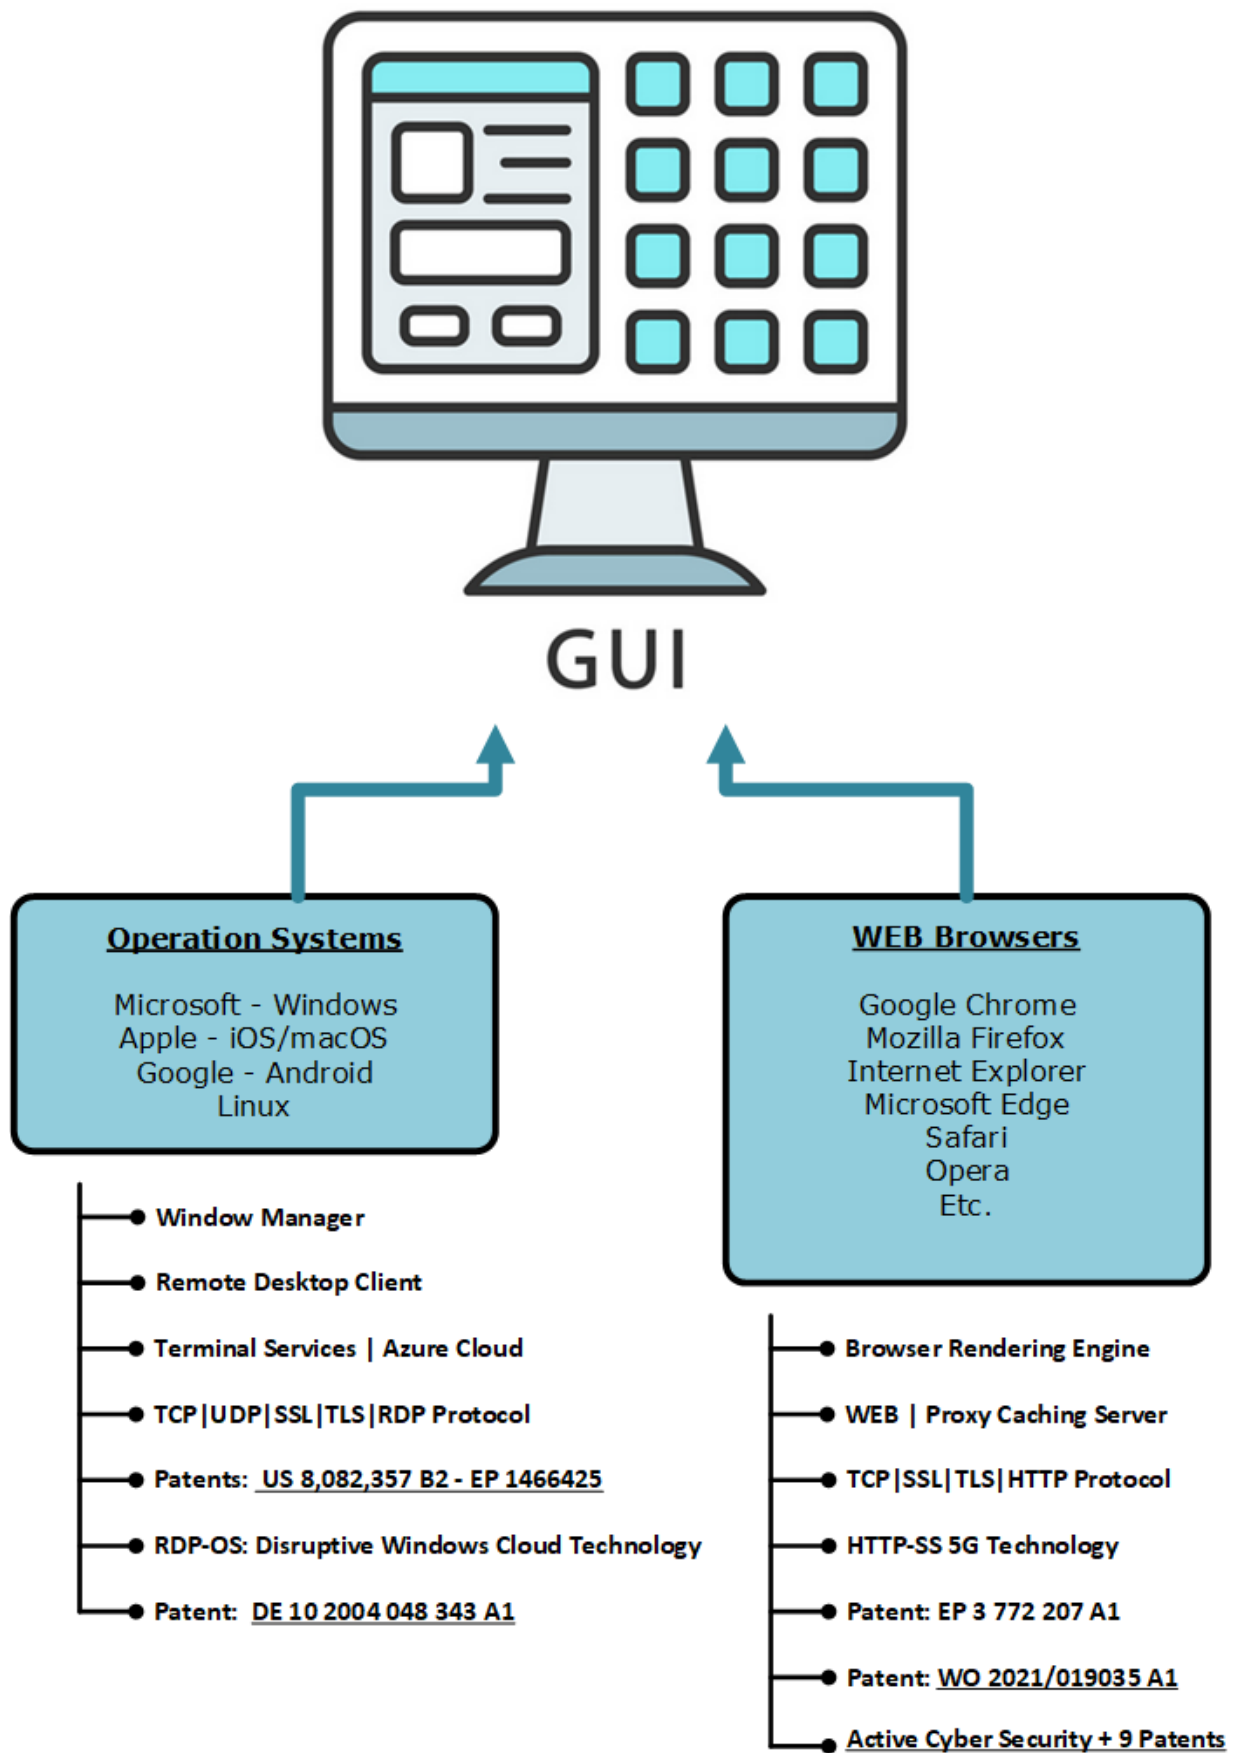 GUI
Operation Systems
Microsoft - Windows
Apple - iOS/macOS
Google - Android
Linux
Window Manager
Remote Desktop Client
Terminal Services | Azure Cloud
TCP|UDP|SSL|TLS|RDP Protocol
Patents: US 8,082,357 B2 - EP 1466425
RDP-OS: Disruptive Windows Cloud Technology
Patent: DE 10 2004 048 343 A1
WEB Browsers
Google Chrome
Mozilla Firefox
Internet Explorer
Microsoft Edge
Safari
Opera
Etc.
Browser Rendering Engine
WEB | Proxy Caching Server
TCP|SSL|TLS|HTTP Protocol
HTTP-SS 5G Technology
Patent: EP 3 772 207 A1
Patent: WO 2021/019035 A1
Active Cyber Security + 9 Patents